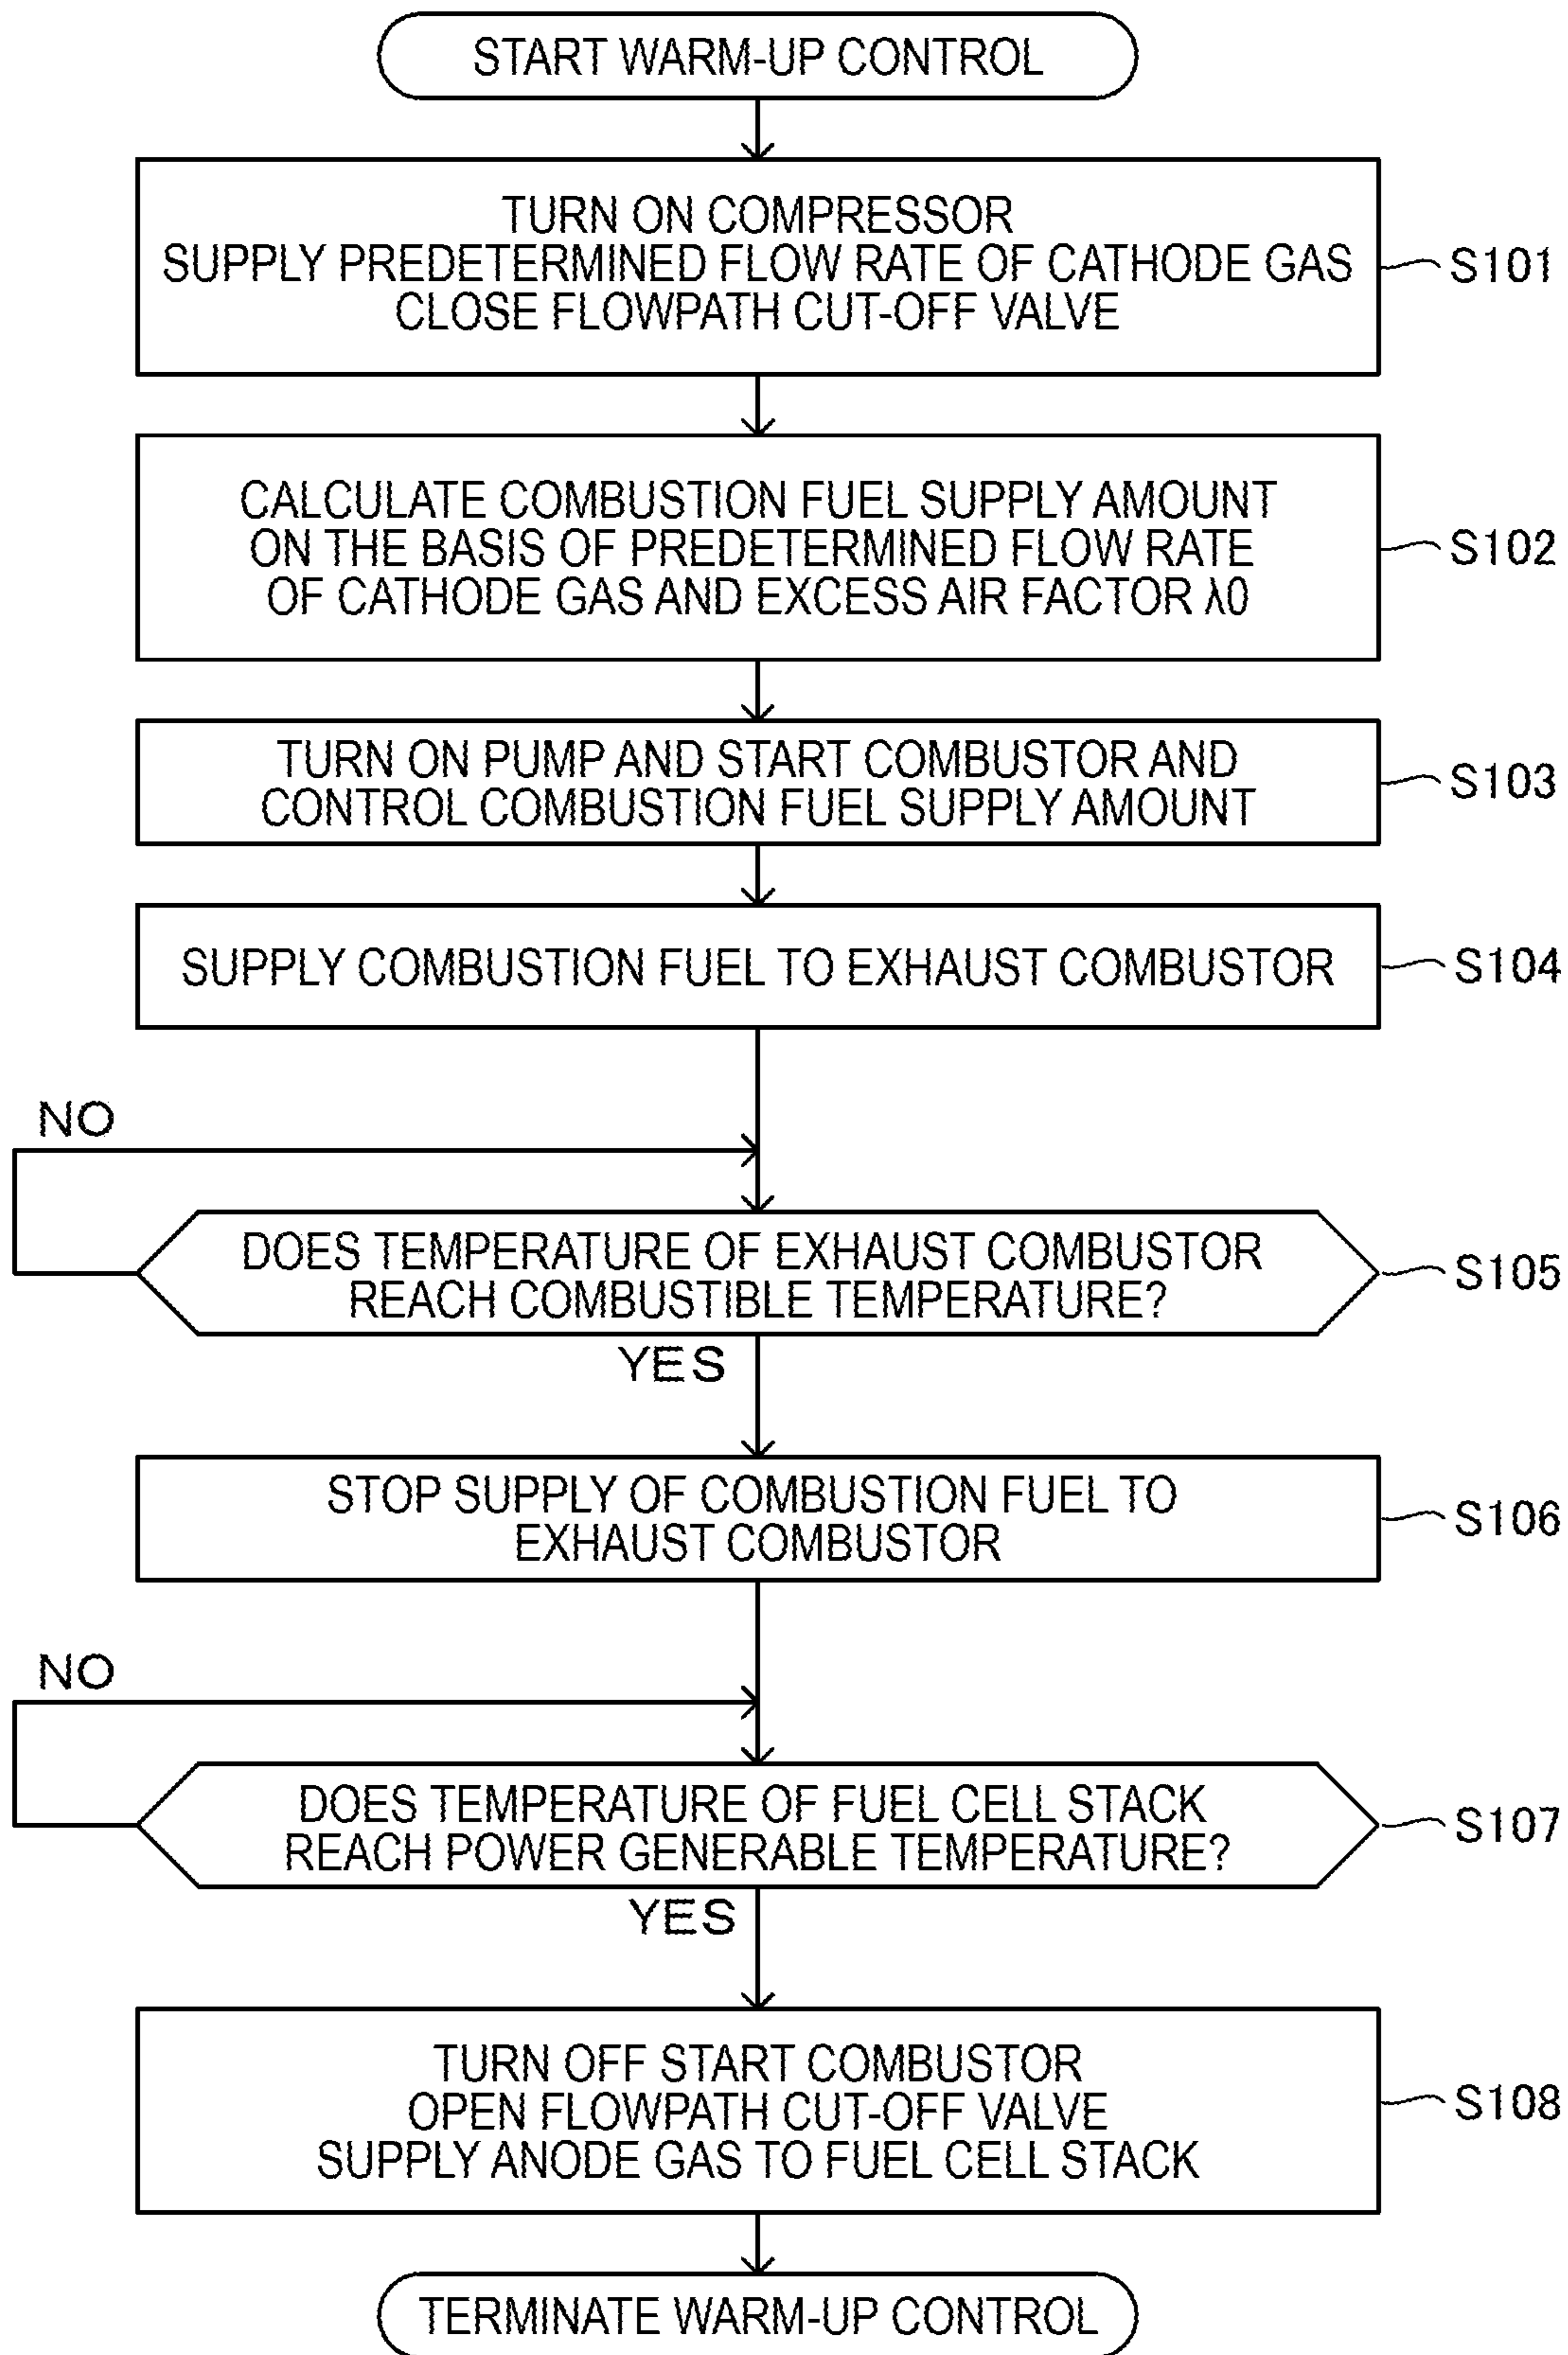 START WARM-UP CONTROL
TURN ON COMPRESSOR
SUPPLY PREDETERMINED FLOW RATE OF CATHODE GAS
CLOSE FLOWPATH CUT-OFF VALVE
S101
CALCULATE COMBUSTION FUEL SUPPLY AMOUNT
ON THE BASIS OF PREDETERMINED FLOW RATE
OF CATHODE GAS AND EXCESS AIR FACTOR λ0
S102
TURN ON PUMP AND START COMBUSTOR AND
CONTROL COMBUSTION FUEL SUPPLY AMOUNT
S103
SUPPLY COMBUSTION FUEL TO EXHAUST COMBUSTOR
S104
NO
DOES TEMPERATURE OF EXHAUST COMBUSTOR
REACH COMBUSTIBLE TEMPERATURE?
S105
YES
STOP SUPPLY OF COMBUSTION FUEL TO
EXHAUST COMBUSTOR
S106
NO
DOES TEMPERATURE OF FUEL CELL STACK
REACH POWER GENERABLE TEMPERATURE?
S107
YES
TURN OFF START COMBUSTOR
OPEN FLOWPATH CUT-OFF VALVE
SUPPLY ANODE GAS TO FUEL CELL STACK
S108
TERMINATE WARM-UP CONTROL